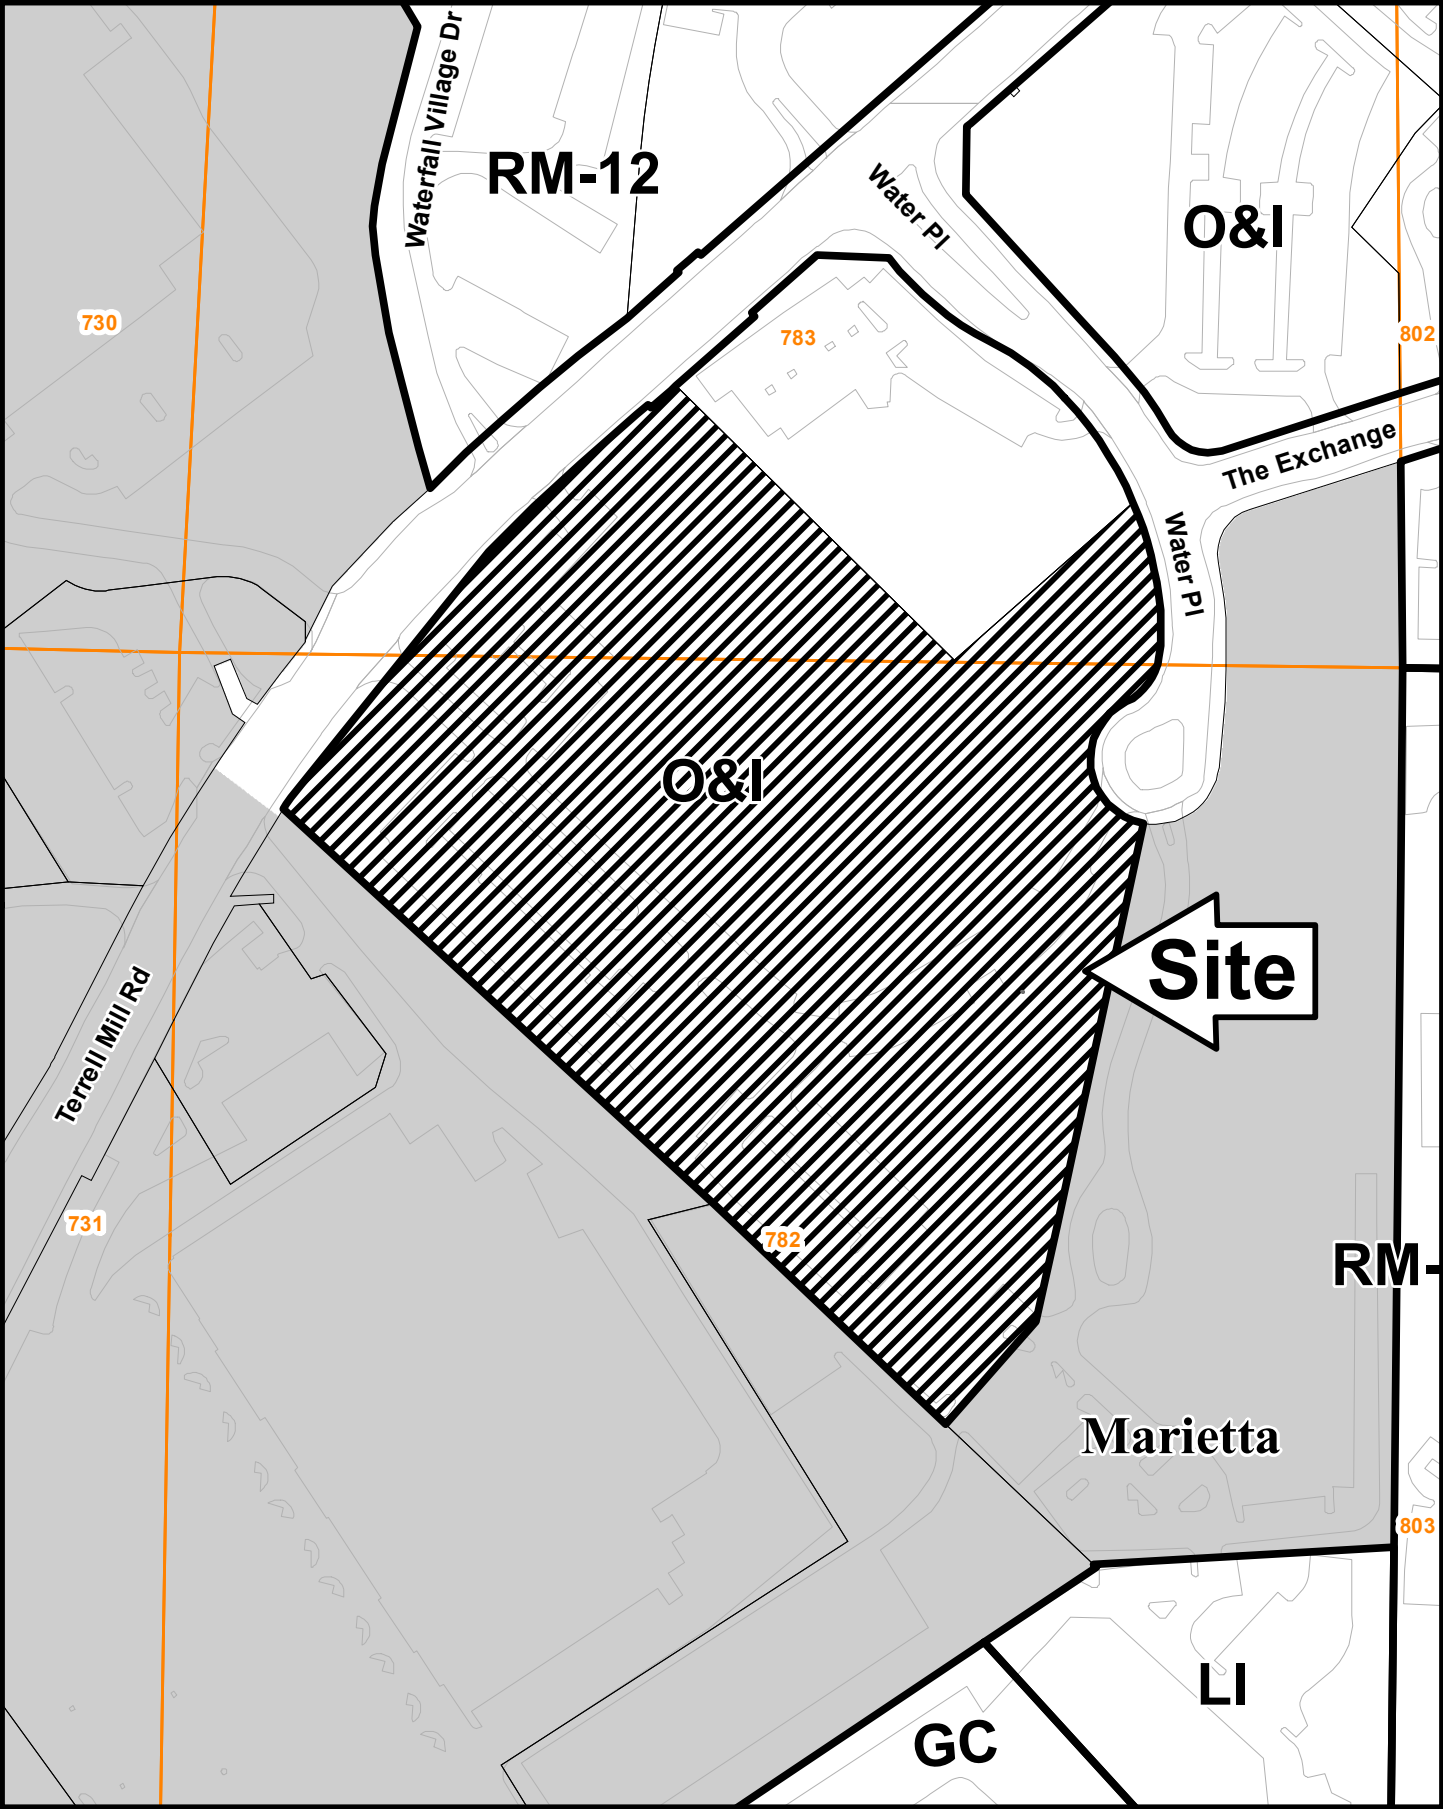 Waterfall Village Dr
RM-12
Water Pl
O&I
730
783
802
The Exchange
Water Pl
O&I
Site
Terrell Mill Rd
731
782
RM-
Marietta
803
LI
GC